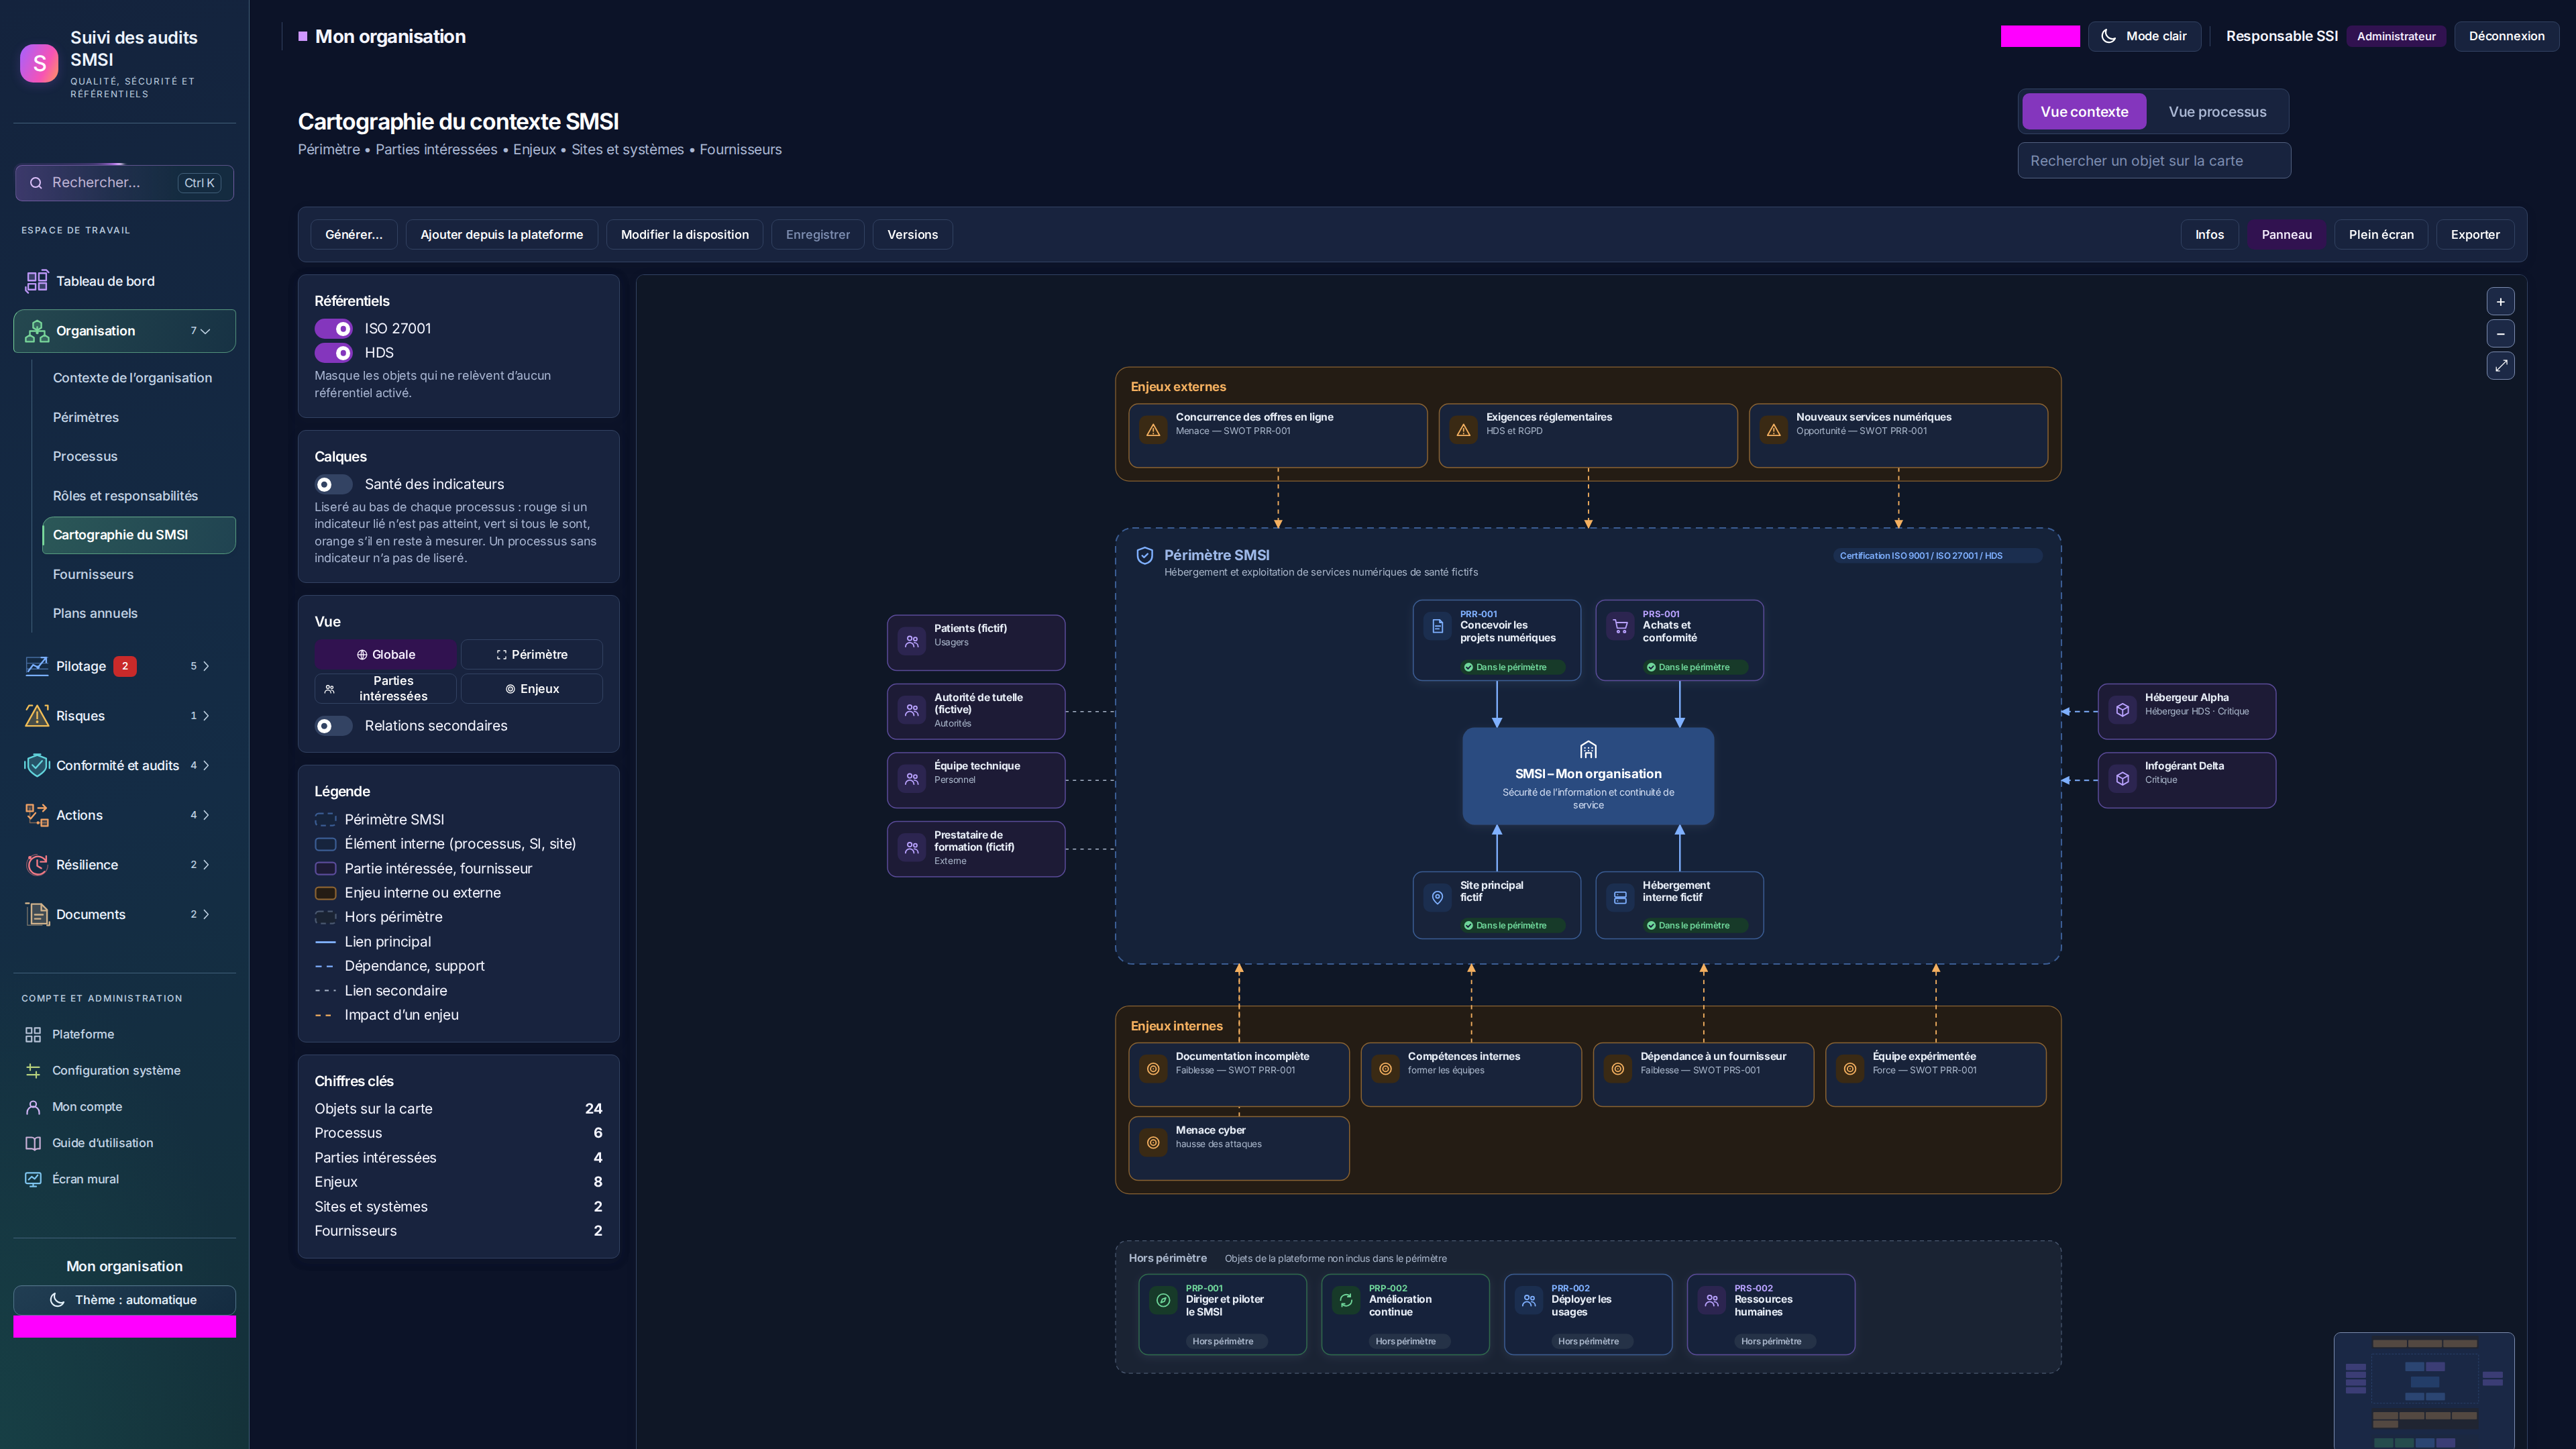 Suivi des audits
SMSI
QUALITÉ, SÉCURITÉ ET
RÉFÉRENTIELS
Rechercher...
Ctrl K
ESPACE DE TRAVAIL
Tableau de bord
Organisation
7
Contexte de l’organisation
Périmètres
Processus
Rôles et responsabilités
Cartographie du SMSI
Fournisseurs
Plans annuels
Pilotage
2
5
Risques
1
Conformité et audits
4
Actions
4
Résilience
2
Documents
2
COMPTE ET ADMINISTRATION
Plateforme
Configuration système
Mon compte
Guide d’utilisation
Écran mural
Mon organisation
Thème : automatique
Mon organisation
Mode clair
Responsable SSI
Administrateur
Déconnexion
Cartographie du contexte SMSI
Périmètre • Parties intéressées • Enjeux • Sites et systèmes • Fournisseurs
Vue contexte
Vue processus
Rechercher un objet sur la carte
Générer...
Ajouter depuis la plateforme
Modifier la disposition
Enregistrer
Versions
Infos
Panneau
Plein écran
Exporter
Référentiels
ISO 27001
HDS
Masque les objets qui ne relèvent d’aucun
référentiel activé.
Calques
Santé des indicateurs
Liseré au bas de chaque processus : rouge si un
indicateur lié n’est pas atteint, vert si tous le sont,
orange s’il en reste à mesurer. Un processus sans
indicateur n’a pas de liseré.
Vue
Globale
Périmètre
Parties
intéressées
Enjeux
Relations secondaires
Légende
Périmètre SMSI
Élément interne (processus, SI, site)
Partie intéressée, fournisseur
Enjeu interne ou externe
Hors périmètre
Lien principal
Dépendance, support
Lien secondaire
Impact d’un enjeu
Chiffres clés
Objets sur la carte 24
Processus 6
Parties intéressées 4
Enjeux 8
Sites et systèmes 2
Fournisseurs 2
+
−
Enjeux externes
Concurrence des offres en ligne
Menace — SWOT PRR-001
Exigences réglementaires
HDS et RGPD
Nouveaux services numériques
Opportunité — SWOT PRR-001
Périmètre SMSI
Hébergement et exploitation de services numériques de santé fictifs
Certification ISO 9001 / ISO 27001 / HDS
PRR-001
Concevoir les
projets numériques
Dans le périmètre
PRS-001
Achats et
conformité
Dans le périmètre
Patients (fictif)
Usagers
Autorité de tutelle
(fictive)
Autorités
Équipe technique
Personnel
Prestataire de
formation (fictif)
Externe
SMSI – Mon organisation
Sécurité de l’information et continuité de
service
Hébergeur Alpha
Hébergeur HDS · Critique
Infogérant Delta
Critique
Site principal
fictif
Dans le périmètre
Hébergement
interne fictif
Dans le périmètre
Enjeux internes
Documentation incomplète
Faiblesse — SWOT PRR-001
Compétences internes
former les équipes
Dépendance à un fournisseur
Faiblesse — SWOT PRS-001
Équipe expérimentée
Force — SWOT PRR-001
Menace cyber
hausse des attaques
Hors périmètre
Objets de la plateforme non inclus dans le périmètre
PRP-001
Diriger et piloter
le SMSI
Hors périmètre
PRP-002
Amélioration
continue
Hors périmètre
PRR-002
Déployer les
usages
Hors périmètre
PRS-002
Ressources
humaines
Hors périmètre